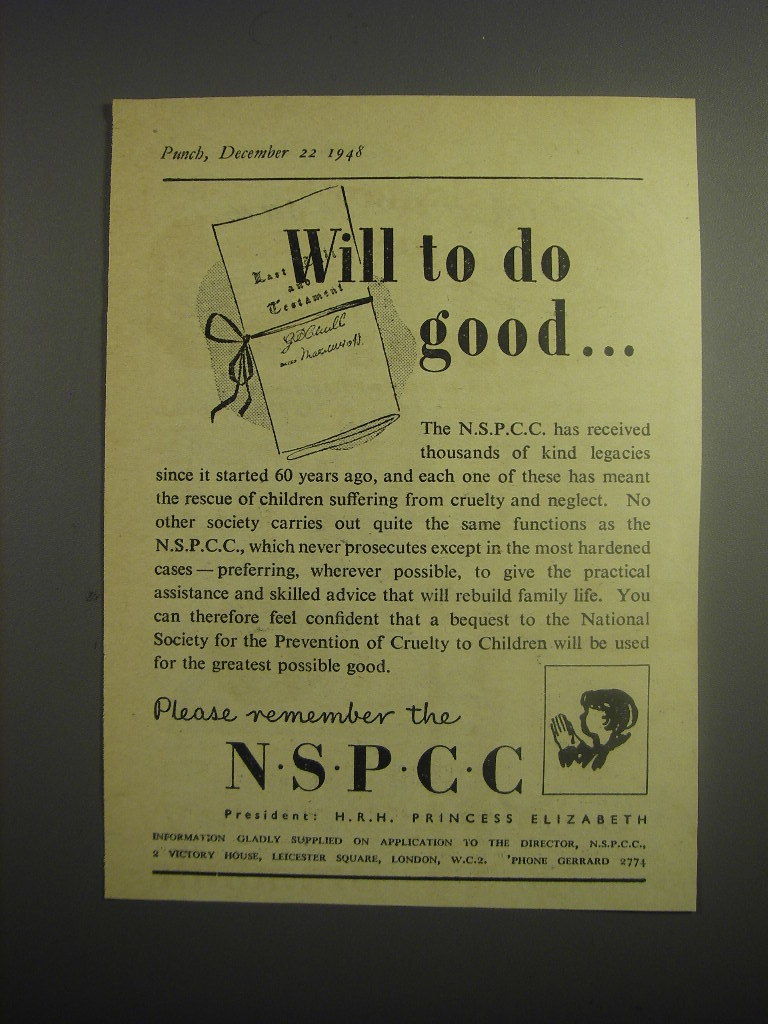 Punch, December 22 1948
Will to do
good...
Last Will
and
Testament
The N.S.P.C.C. has received
thousands of kind legacies
since it started 60 years ago, and each one of these has meant
the rescue of children suffering from cruelty and neglect. No
other society carries out quite the same functions as the
N.S.P.C.C., which never prosecutes except in the most hardened
cases — preferring, wherever possible, to give the practical
assistance and skilled advice that will rebuild family life. You
can therefore feel confident that a bequest to the National
Society for the Prevention of Cruelty to Children will be used
for the greatest possible good.
Please remember the
N·S·P·C·C
President: H.R.H. PRINCESS ELIZABETH
INFORMATION GLADLY SUPPLIED ON APPLICATION TO THE DIRECTOR, N.S.P.C.C.,
2 VICTORY HOUSE, LEICESTER SQUARE, LONDON, W.C.2. 'PHONE GERRARD 2774